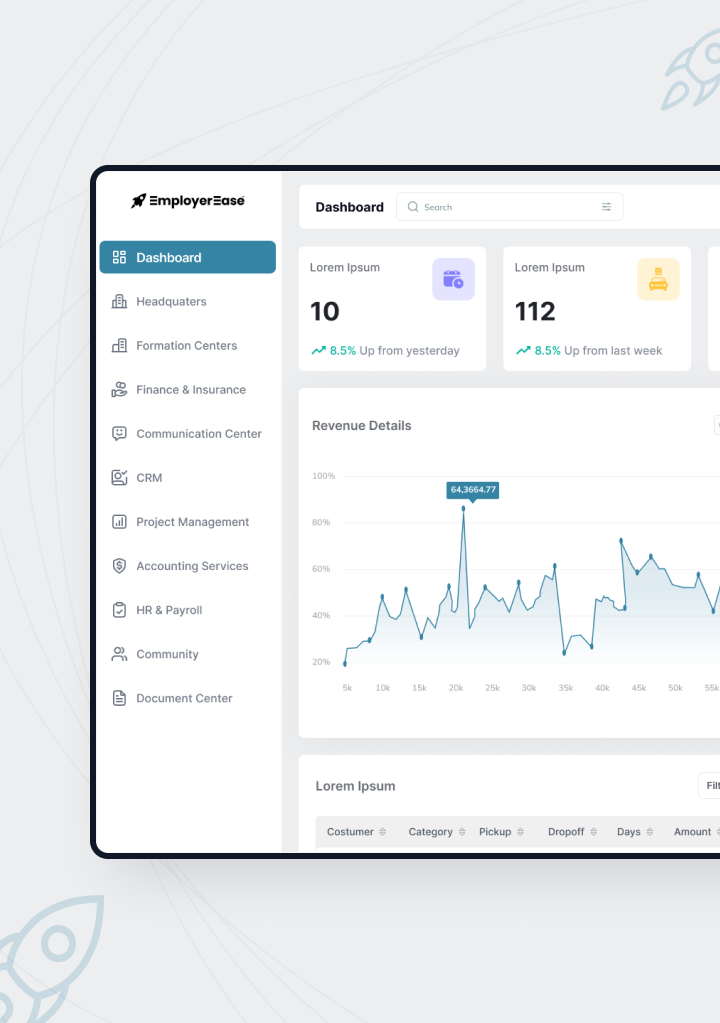 EmployerEase
Dashboard
Headquaters
Formation Centers
Finance & Insurance
Communication Center
CRM
Project Management
Accounting Services
HR & Payroll
Community
Document Center
Dashboard
Search
Lorem Ipsum
10
8.5% Up from yesterday
Lorem Ipsum
112
8.5% Up from last week
Revenue Details
100%
80%
60%
40%
20%
64,3664.77
5k 10k 15k 20k 25k 30k 35k 40k 45k 50k 55k
Lorem Ipsum
Filt
Costumer Category Pickup Dropoff Days Amount